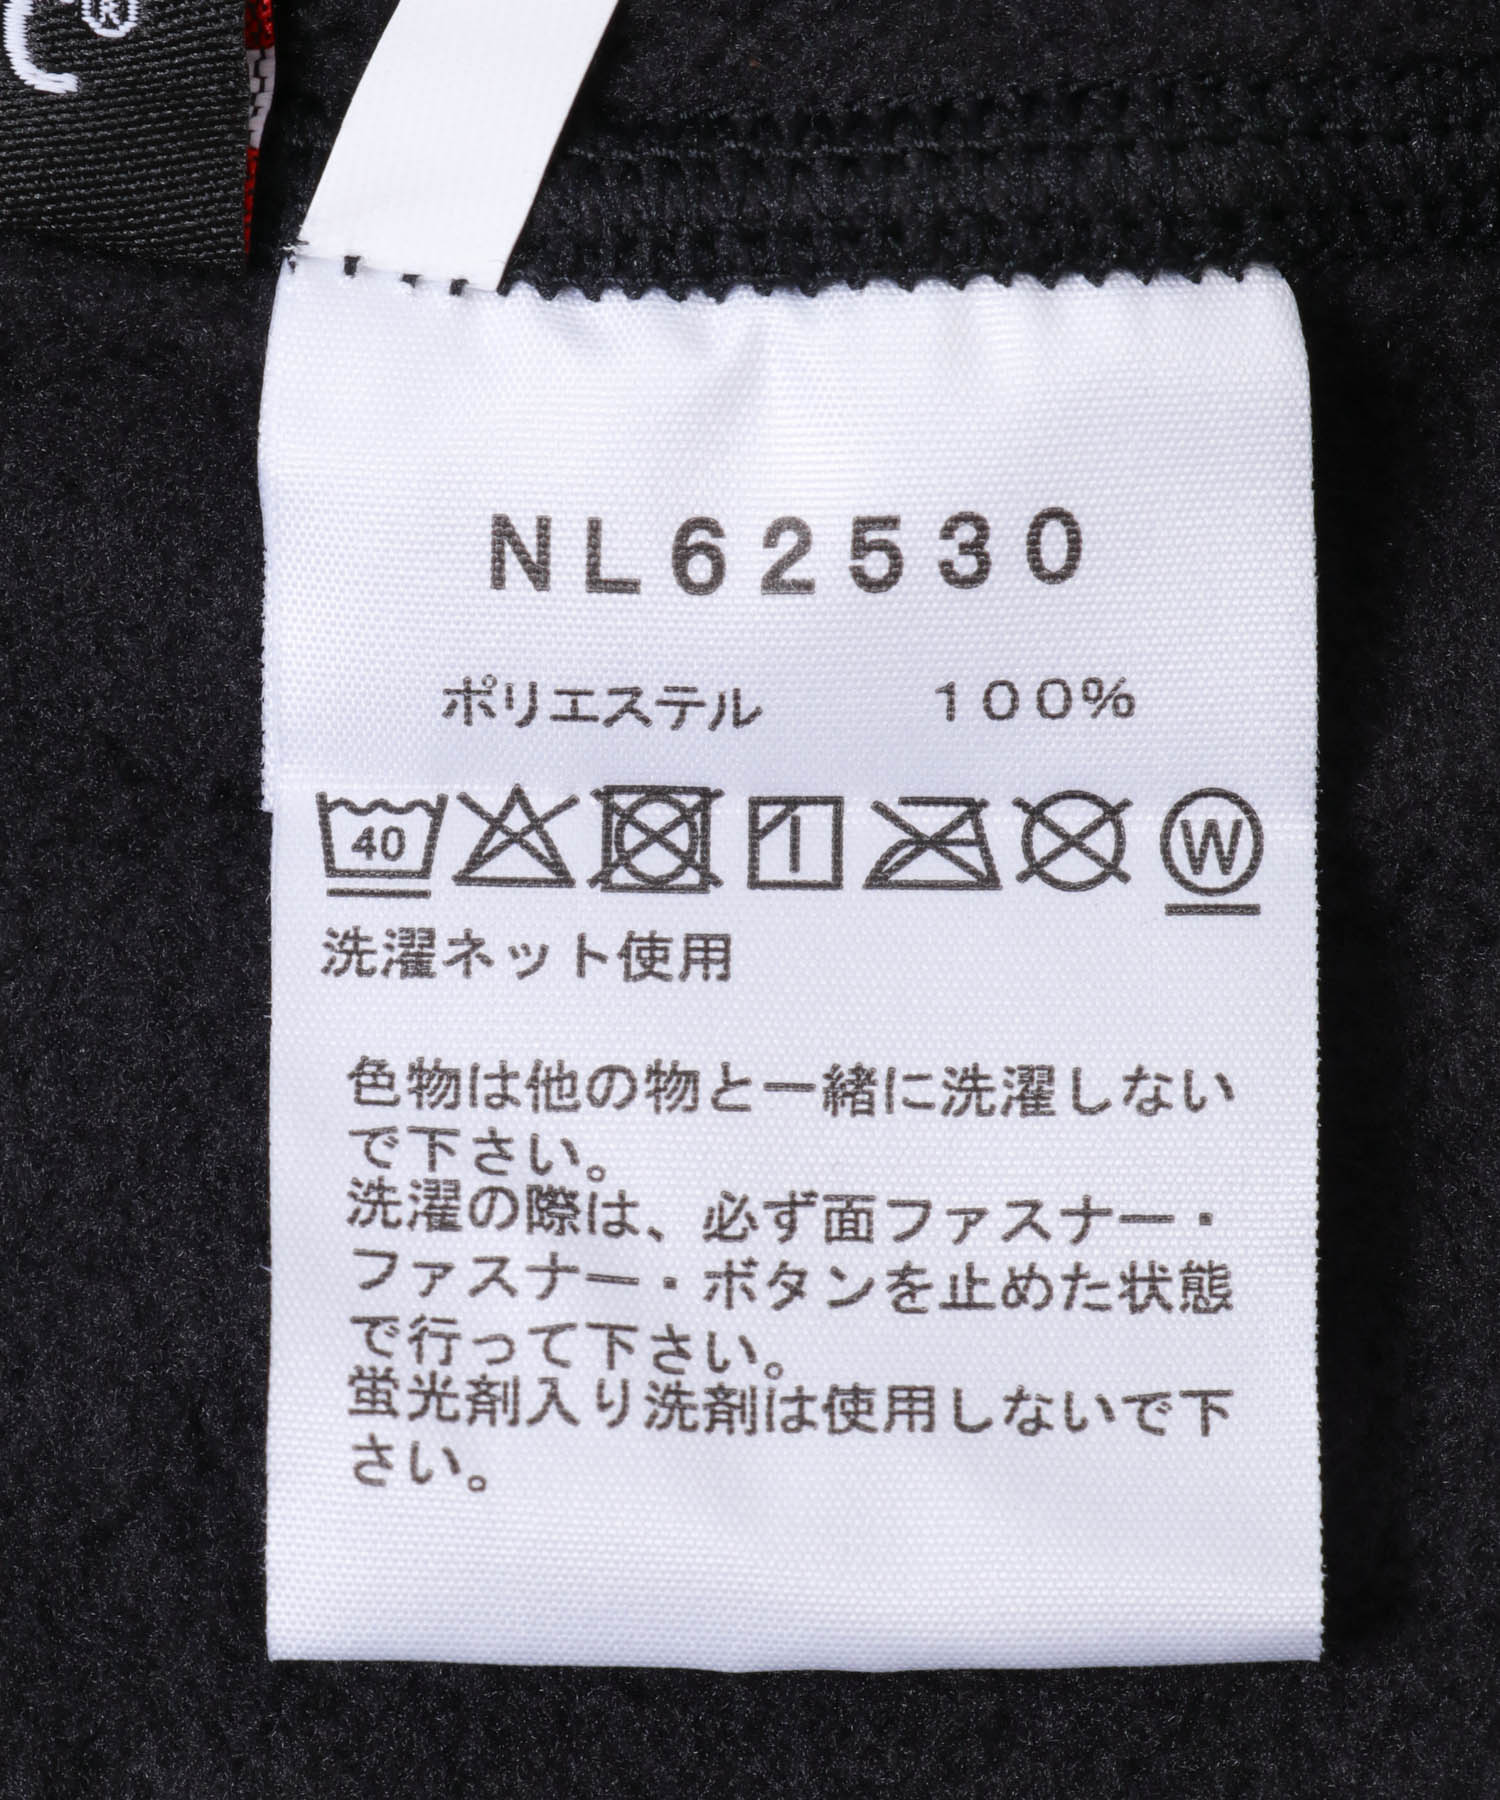 ®
NL62530
ポリエステル 100%
40 W
洗濯ネット使用
色物は他の物と一緒に洗濯しない
で下さい。
洗濯の際は、必ず面ファスナー・
ファスナー・ボタンを止めた状態
で行って下さい。
蛍光剤入り洗剤は使用しないで下
さい。